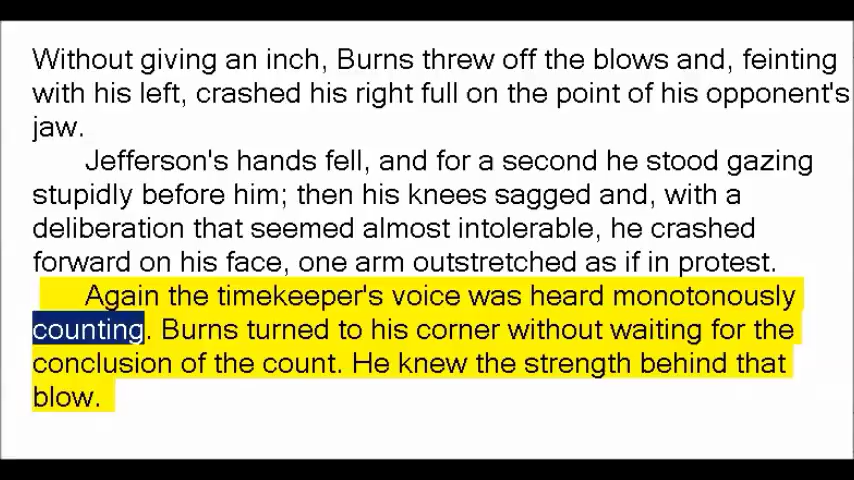 Without giving an inch, Burns threw off the blows and, feinting
with his left, crashed his right full on the point of his opponent's
jaw.
Jefferson's hands fell, and for a second he stood gazing
stupidly before him; then his knees sagged and, with a
deliberation that seemed almost intolerable, he crashed
forward on his face, one arm outstretched as if in protest.
Again the timekeeper's voice was heard monotonously
counting. Burns turned to his corner without waiting for the
conclusion of the count. He knew the strength behind that
blow.